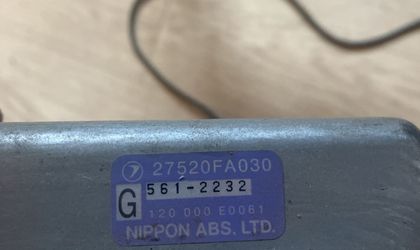 27520FA030
G 561-2232
120 000 E0061
NIPPON ABS. LTD.